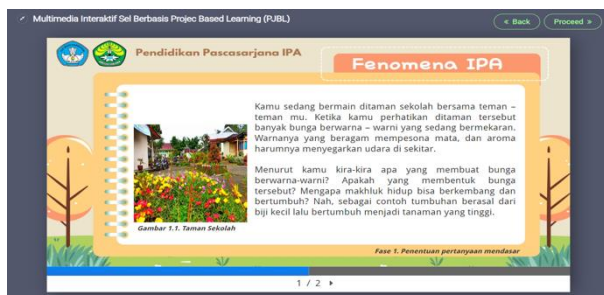 Multimedia Interaktif Sel Berbasis Projec Based Learning (PJBL)
« Back
Proceed »
Pendidikan Pascasarjana IPA
Fenomena IPA
Kamu sedang bermain ditaman sekolah bersama teman –
teman mu. Ketika kamu perhatikan ditaman tersebut
banyak bunga berwarna – warni yang sedang bermekaran.
Warnanya yang beragam mempesona mata, dan aroma
harumnya menyegarkan udara di sekitar.
Menurut kamu kira-kira apa yang membuat bunga
berwarna-warni? Apakah yang membentuk bunga
tersebut? Mengapa makhluk hidup bisa berkembang dan
bertumbuh? Nah, sebagai contoh tumbuhan berasal dari
biji kecil lalu bertumbuh menjadi tanaman yang tinggi.
Gambar 1.1. Taman Sekolah
Fase 1. Penentuan pertanyaan mendasar
1 / 2